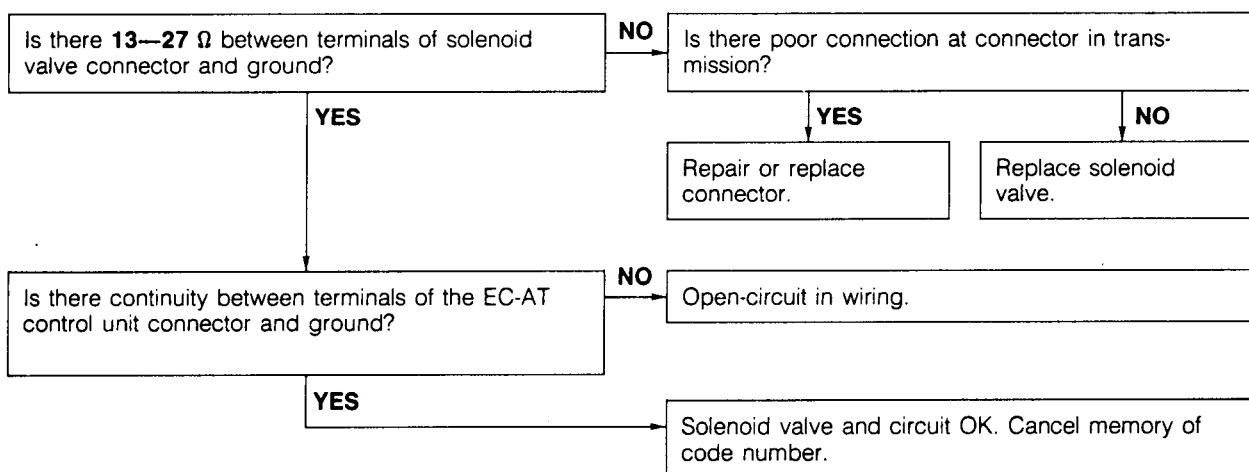 Is there 13—27 Ω between terminals of solenoid
valve connector and ground?
NO
Is there poor connection at connector in trans-
mission?
YES
YES
NO
Repair or replace
connector.
Replace solenoid
valve.
Is there continuity between terminals of the EC-AT
control unit connector and ground?
NO
Open-circuit in wiring.
YES
Solenoid valve and circuit OK. Cancel memory of
code number.